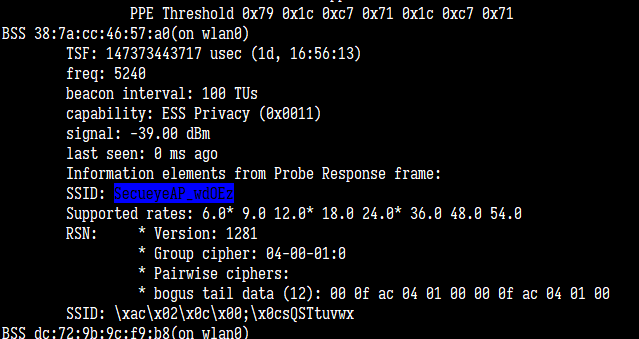 PPE Threshold 0x79 0x1c 0xc7 0x71 0x1c 0xc7 0x71
BSS 38:7a:cc:46:57:a0(on wlan0)
TSF: 147373443717 usec (1d, 16:56:13)
freq: 5240
beacon interval: 100 TUs
capability: ESS Privacy (0x0011)
signal: -39.00 dBm
last seen: 0 ms ago
Information elements from Probe Response frame:
SSID: SecueyeAP_wdOEz
Supported rates: 6.0* 9.0 12.0* 18.0 24.0* 36.0 48.0 54.0
RSN: * Version: 1281
* Group cipher: 04-00-01:0
* Pairwise ciphers:
* bogus tail data (12): 00 0f ac 04 01 00 00 0f ac 04 01 00
SSID: \xac\x02\x0c\x00;\x0csQSTtuvwx
BSS dc:72:9b:9c:f9:b8(on wlan0)